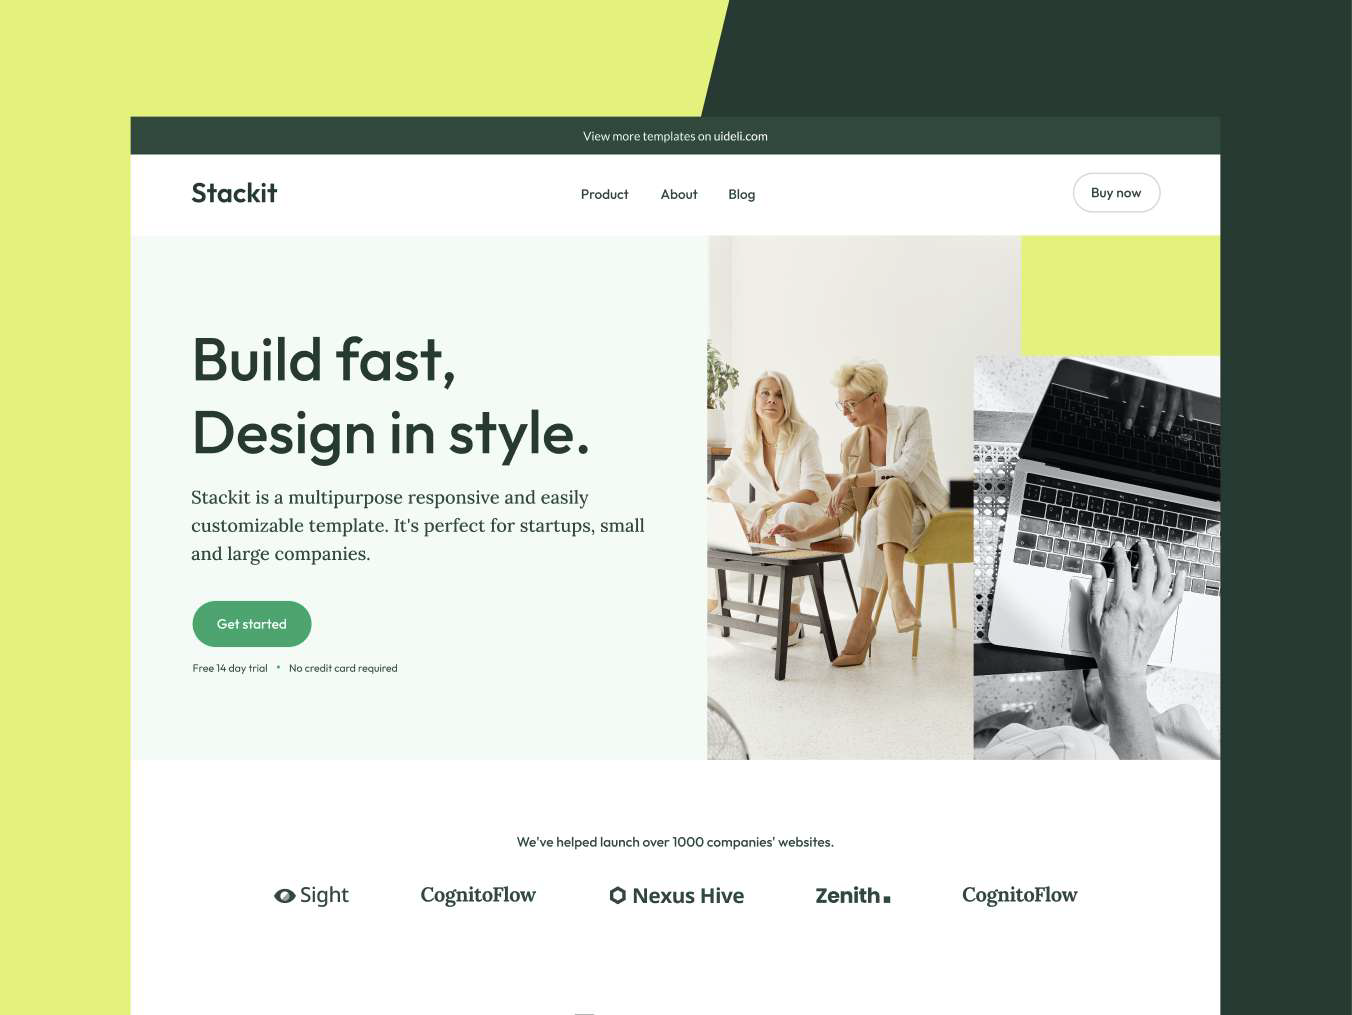 View more templates on uideli.com
Stackit
Product
About
Blog
Buy now
Build fast,
Design in style.
Stackit is a multipurpose responsive and easily
customizable template. It's perfect for startups, small
and large companies.
Get started
Free 14 day trial • No credit card required
We've helped launch over 1000 companies' websites.
Sight
CognitoFlow
Nexus Hive
Zenith
CognitoFlow